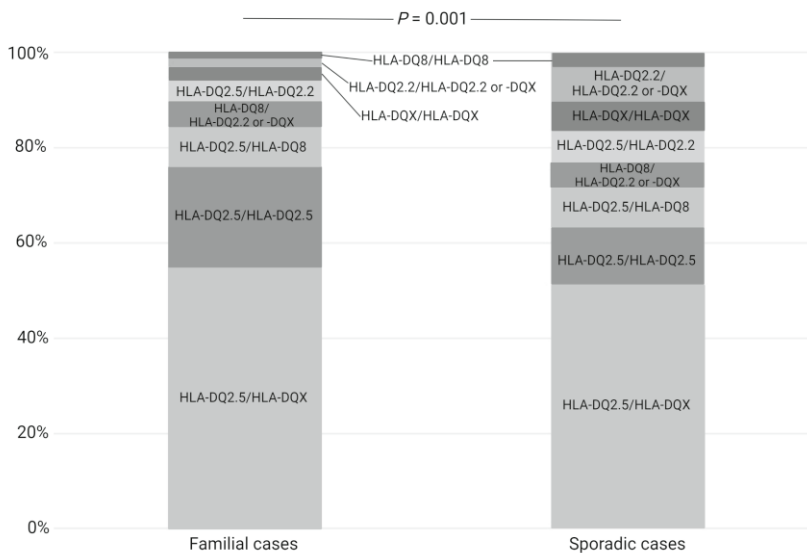 P = 0.001
100%
80%
60%
40%
20%
0%
HLA-DQ8/HLA-DQ8
HLA-DQ2.2/HLA-DQ2.2 or -DQX
HLA-DQX/HLA-DQX
HLA-DQ2.5/HLA-DQ2.2
HLA-DQ8/
HLA-DQ2.2 or -DQX
HLA-DQ2.5/HLA-DQ8
HLA-DQ2.5/HLA-DQ2.5
HLA-DQ2.5/HLA-DQX
Familial cases
HLA-DQ2.2/
HLA-DQ2.2 or -DQX
HLA-DQX/HLA-DQX
HLA-DQ2.5/HLA-DQ2.2
HLA-DQ8/
HLA-DQ2.2 or -DQX
HLA-DQ2.5/HLA-DQ8
HLA-DQ2.5/HLA-DQ2.5
HLA-DQ2.5/HLA-DQX
Sporadic cases